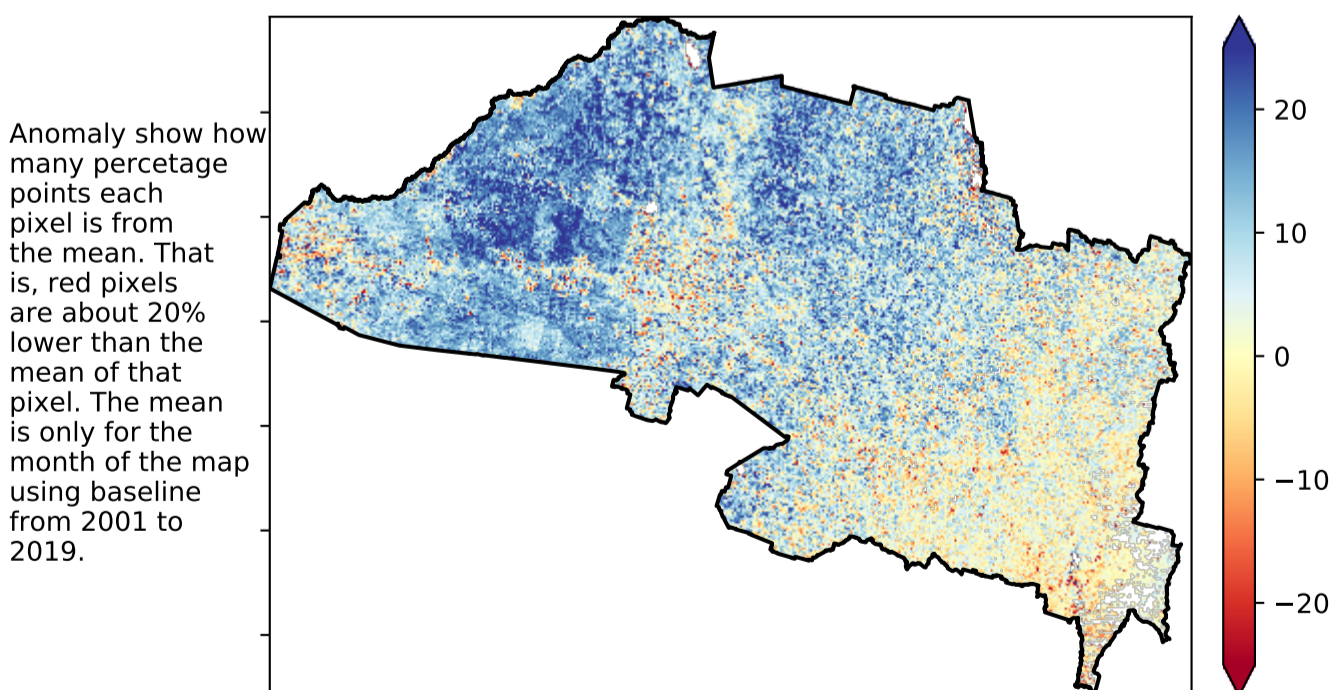 Anomaly show how
many percetage
points each
pixel is from
the mean. That
is, red pixels
are about 20%
lower than the
mean of that
pixel. The mean
is only for the
month of the map
using baseline
from 2001 to
2019.
20
10
0
−10
−20